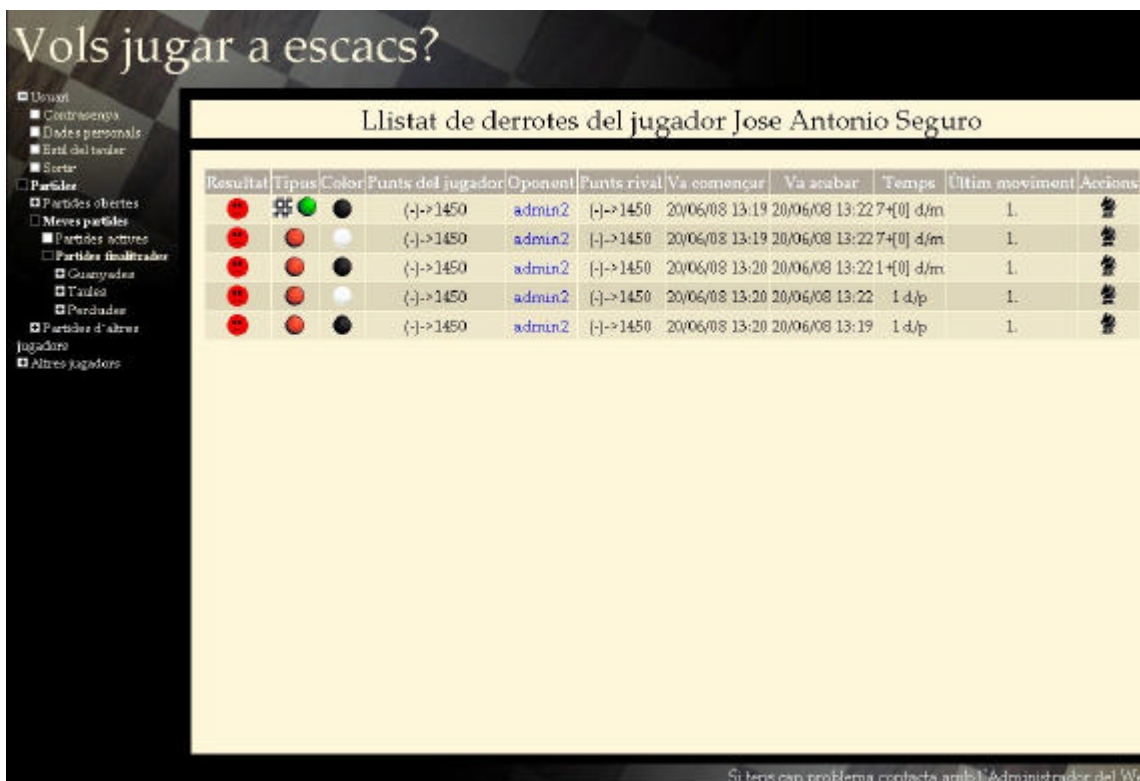 Vols jugar a escacs?
Usuari
Contrasenya
Dades personals
Estil del tauler
Sortir
Partides
Partides obertes
Meves partides
Partides actives
Partides finalitzades
Guanyades
Taules
Perdudes
Partides d'altres
jugadors
Altres jugadors
Llistat de derrotes del jugador Jose Antonio Seguro
Resultat Tipus Color Punts del jugador Oponent Punts rival Va començar Va acabar Temps Últim moviment Accions
(-)->1450 admin2 (-)->1450 20/06/08 13:19 20/06/08 13:22 7+[0] d/m 1.
(-)->1450 admin2 (-)->1450 20/06/08 13:19 20/06/08 13:22 7+[0] d/m 1.
(-)->1450 admin2 (-)->1450 20/06/08 13:20 20/06/08 13:22 1+[0] d/m 1.
(-)->1450 admin2 (-)->1450 20/06/08 13:20 20/06/08 13:22 1 d/p 1.
(-)->1450 admin2 (-)->1450 20/06/08 13:20 20/06/08 13:19 1 d/p 1.
Si tens cap problema contacta amb l'Administrador del